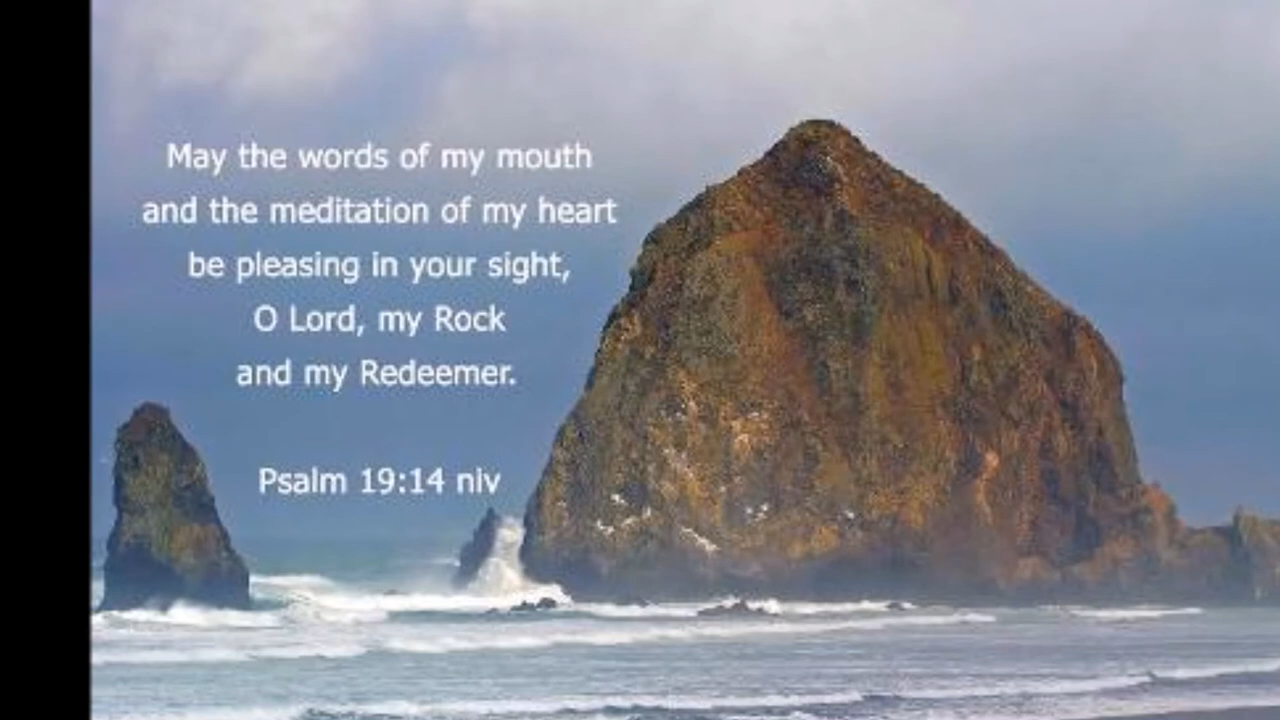 May the words of my mouth
and the meditation of my heart
be pleasing in your sight,
O Lord, my Rock
and my Redeemer.
Psalm 19:14 niv